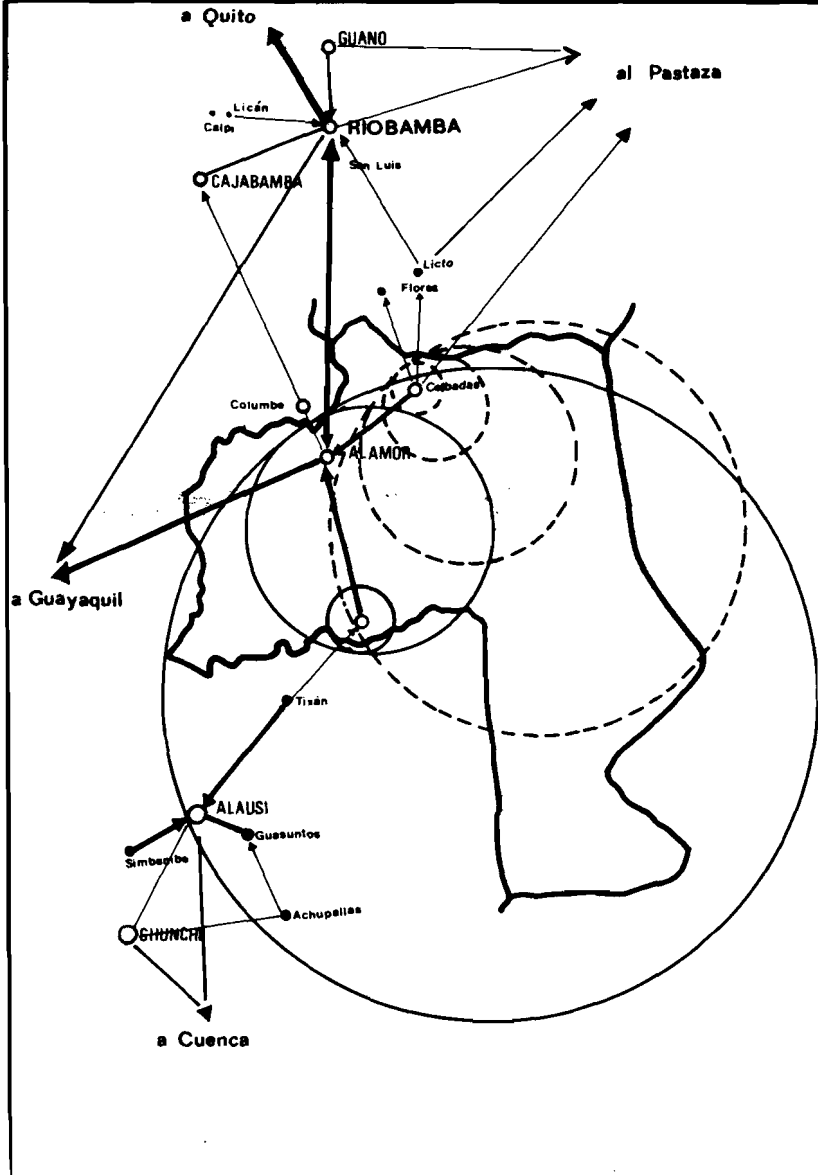 a Quito
GUANO
al Pastaza
Licán
Calpi
RIOBAMBA
San Luis
CAJABAMBA
Licto
Flores
Cebadas
Columbe
ALAMOR
a Guayaquil
Tixán
ALAUSI
Guasuntos
Simbambe
Achupallas
GHUNCHI
a Cuenca